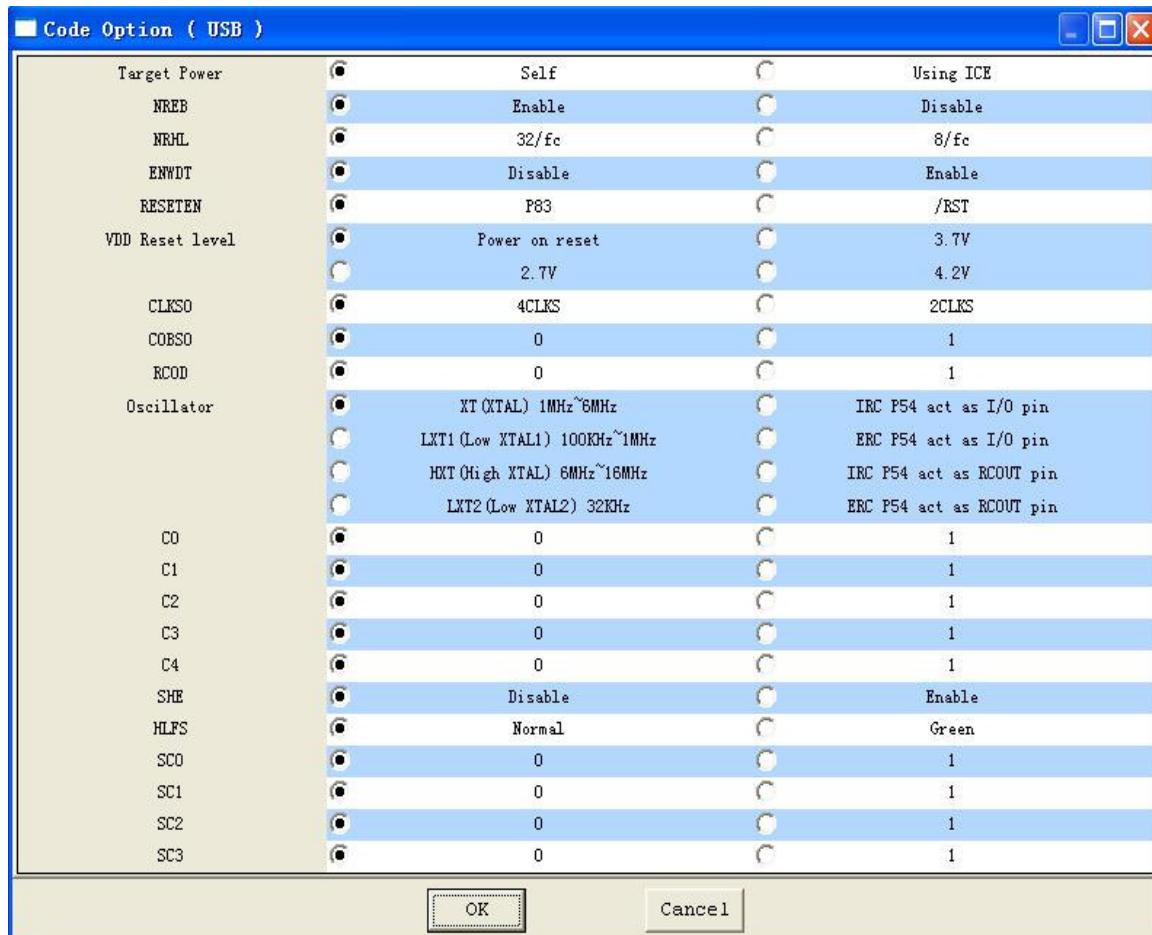 Code Option ( USB )
Target Power Self Using ICE
NREB Enable Disable
NRHL 32/fc 8/fc
ENWDT Disable Enable
RESETEN P83 /RST
VDD Reset level Power on reset 3.7V
2.7V 4.2V
CLKSO 4CLKS 2CLKS
COBSO 0 1
RCOD 0 1
Oscillator XT(XTAL) 1MHz~6MHz IRC P54 act as I/O pin
LXT1(Low XTAL1) 100KHz~1MHz ERC P54 act as I/O pin
HXT(High XTAL) 6MHz~16MHz IRC P54 act as RCOUT pin
LXT2(Low XTAL2) 32KHz ERC P54 act as RCOUT pin
C0 0 1
C1 0 1
C2 0 1
C3 0 1
C4 0 1
SHE Disable Enable
HLFS Normal Green
SC0 0 1
SC1 0 1
SC2 0 1
SC3 0 1
OK Cancel